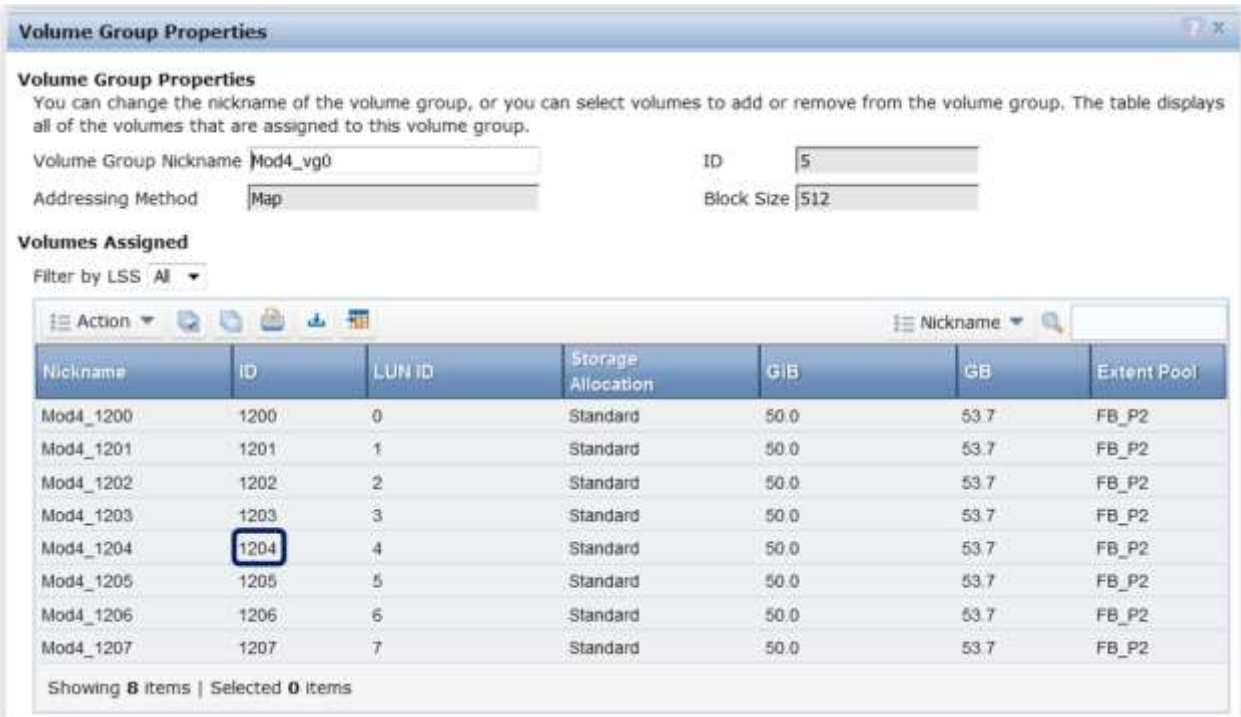 Volume Group Properties
Volume Group Properties
You can change the nickname of the volume group, or you can select volumes to add or remove from the volume group. The table displays
all of the volumes that are assigned to this volume group.
Volume Group Nickname Mod4_vg0 ID 5
Addressing Method Map Block Size 512
Volumes Assigned
Filter by LSS All
Action Nickname
Nickname ID LUN ID Storage Allocation GiB GB Extent Pool
Mod4_1200 1200 0 Standard 50.0 53.7 FB_P2
Mod4_1201 1201 1 Standard 50.0 53.7 FB_P2
Mod4_1202 1202 2 Standard 50.0 53.7 FB_P2
Mod4_1203 1203 3 Standard 50.0 53.7 FB_P2
Mod4_1204 1204 4 Standard 50.0 53.7 FB_P2
Mod4_1205 1205 5 Standard 50.0 53.7 FB_P2
Mod4_1206 1206 6 Standard 50.0 53.7 FB_P2
Mod4_1207 1207 7 Standard 50.0 53.7 FB_P2
Showing 8 items | Selected 0 items